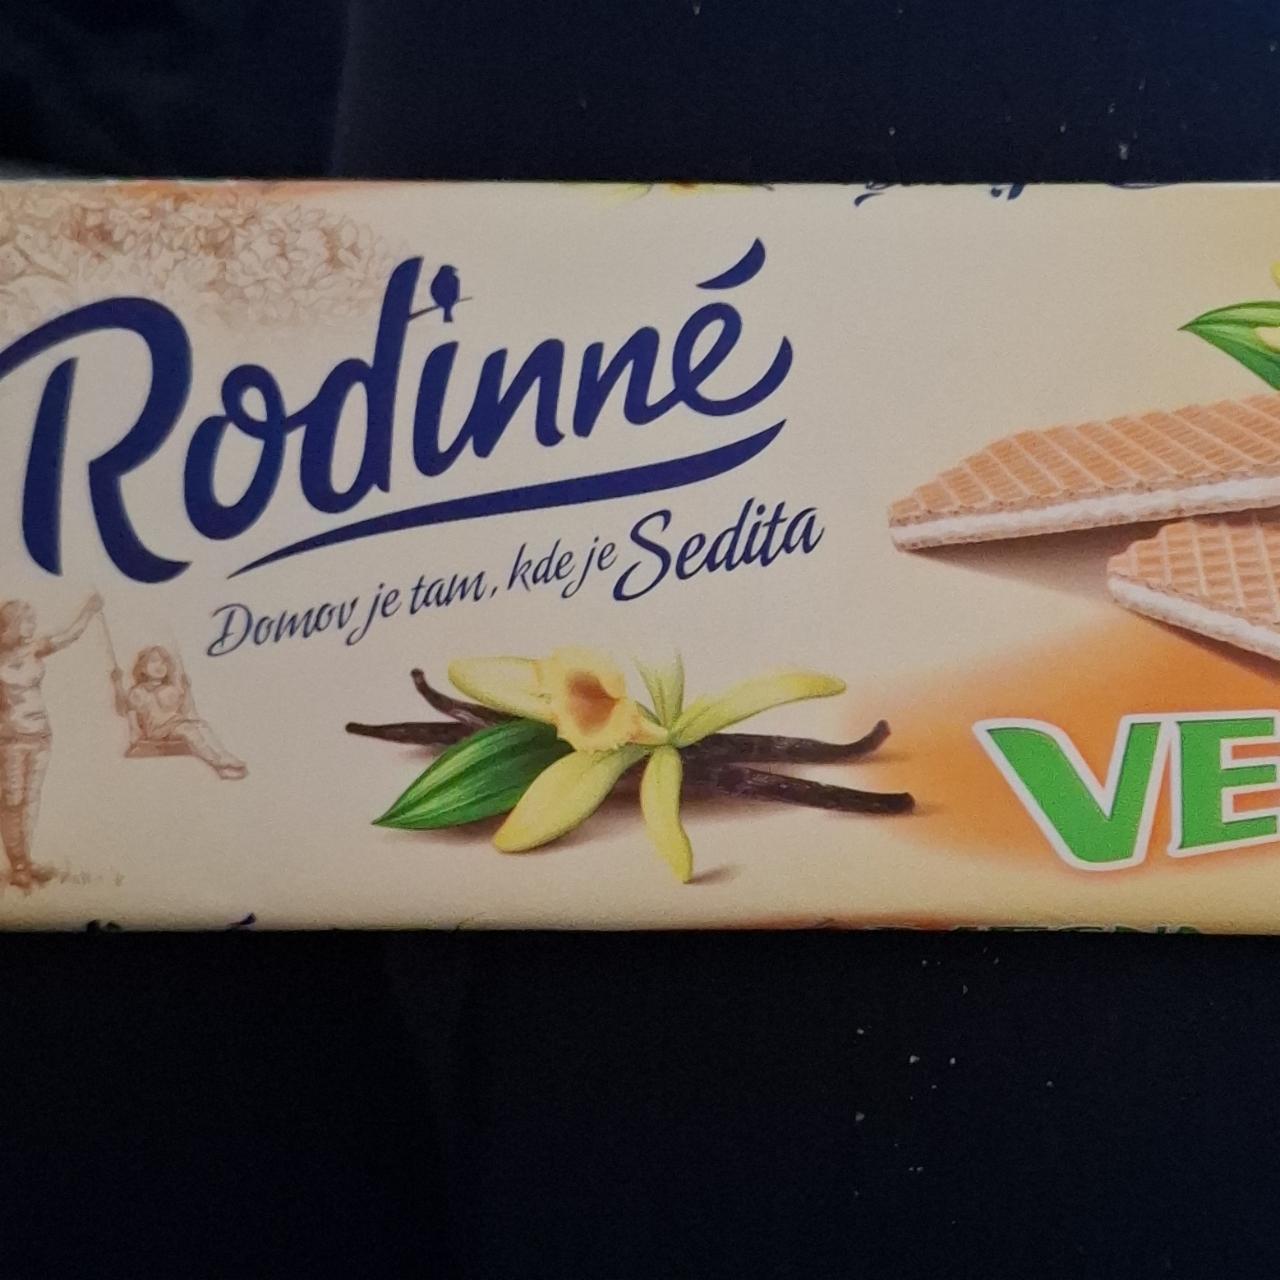 Rodinné
Domov je tam, kde je Sedita
VE